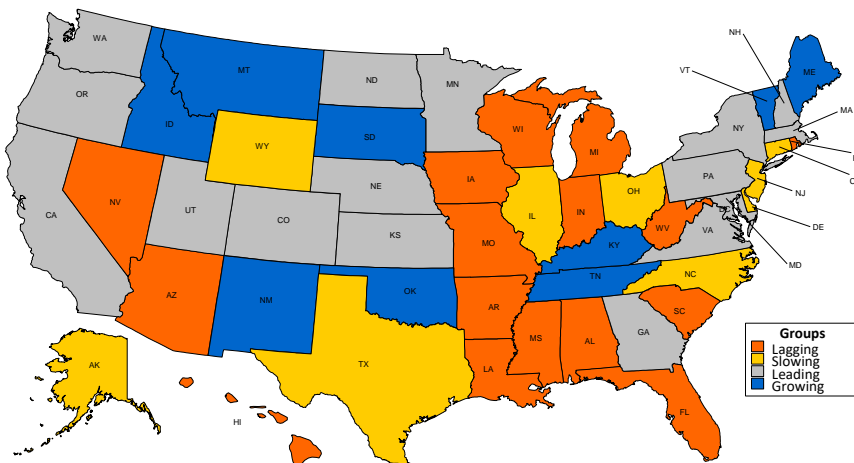 WA
MT
ND
MN
NH
VT
ME
OR
ID
SD
WI
MI
NY
MA
WY
IA
NE
PA
NV
UT
CO
IL
IN
OH
NJ
CA
KS
MO
WV
VA
DC
DE
MD
KY
AZ
NM
OK
TN
NC
AR
SC
MS
AL
GA
TX
LA
AK
FL
HI
Groups
Lagging
Slowing
Leading
Growing